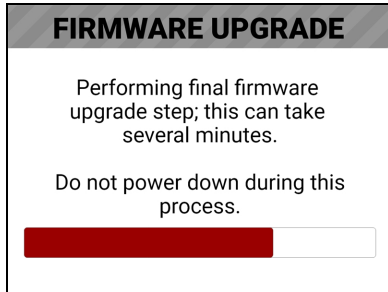 FIRMWARE UPGRADE
Performing final firmware
upgrade step; this can take
several minutes.
Do not power down during this
process.